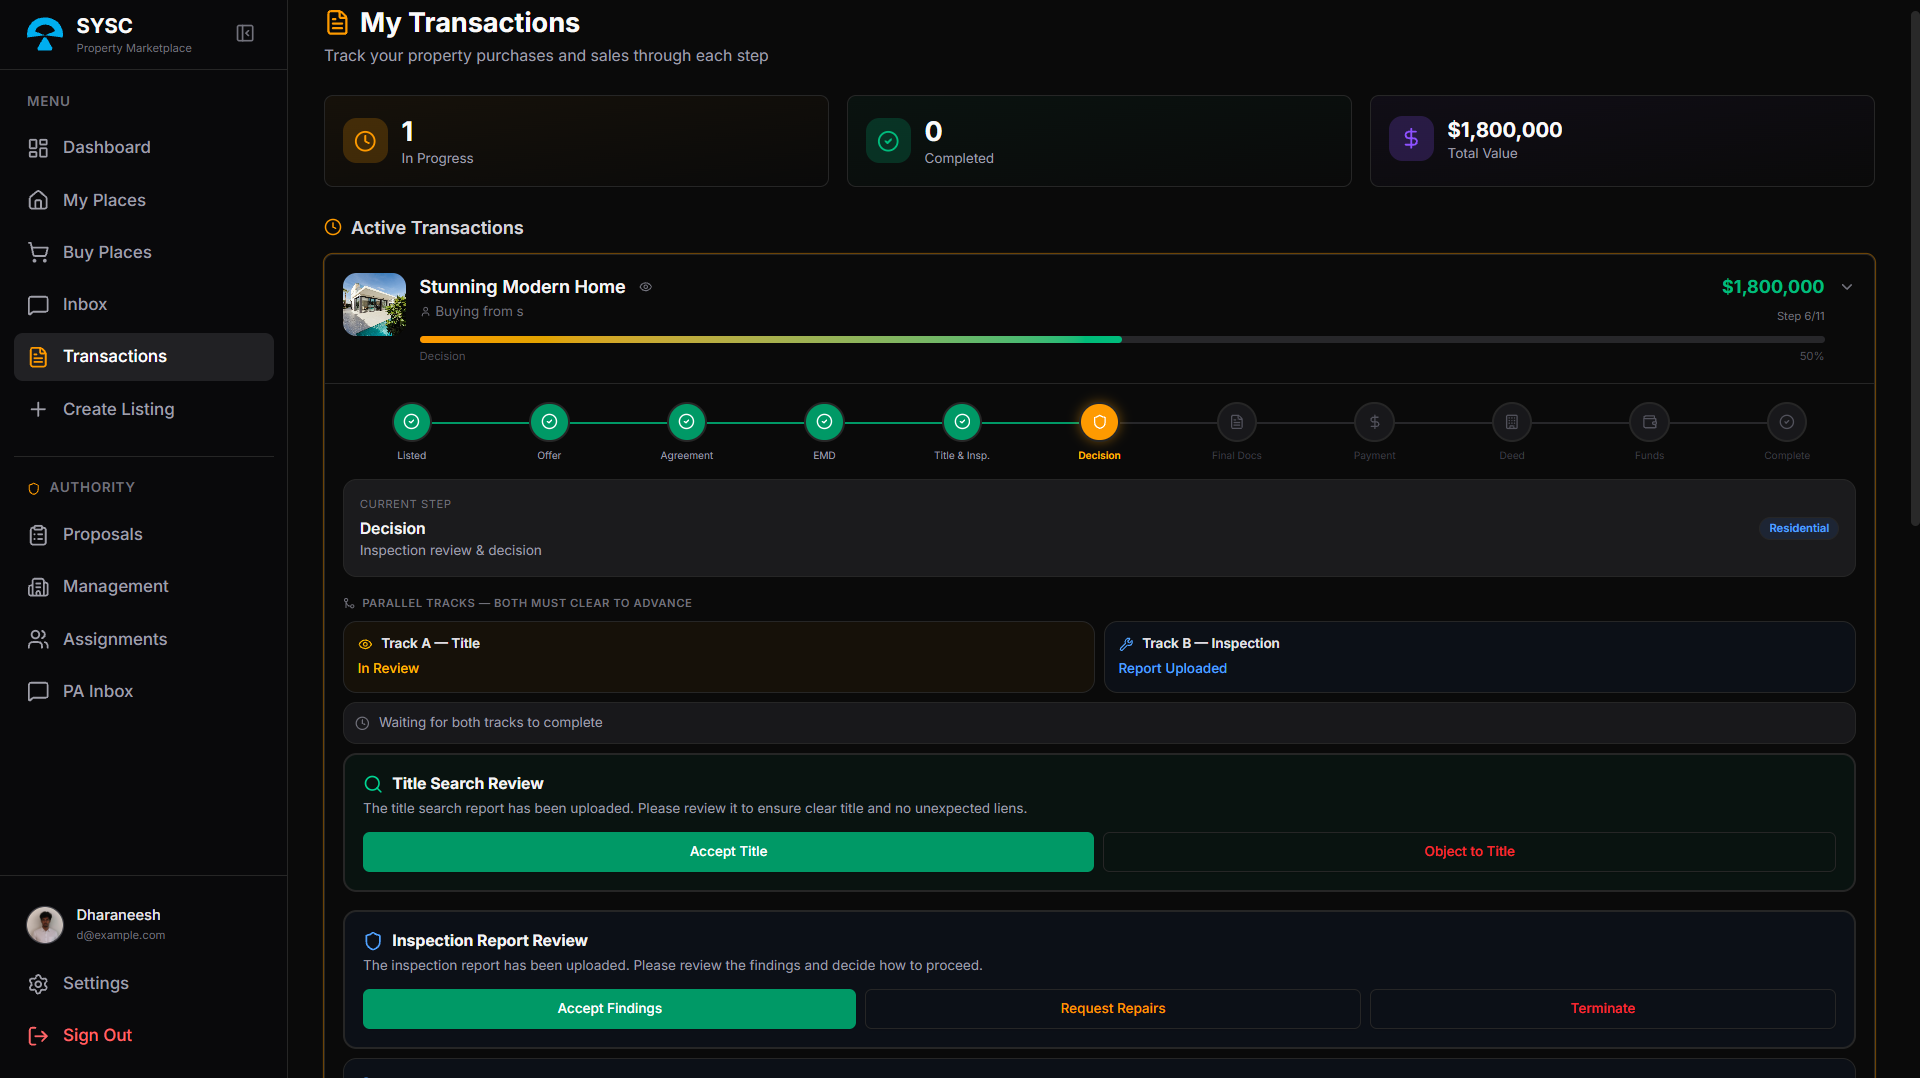 SYSC
Property Marketplace
MENU
Dashboard
My Places
Buy Places
Inbox
Transactions
Create Listing
AUTHORITY
Proposals
Management
Assignments
PA Inbox
Dharaneesh
d@example.com
Settings
Sign Out
My Transactions
Track your property purchases and sales through each step
1
In Progress
0
Completed
$1,800,000
Total Value
Active Transactions
Stunning Modern Home
Buying from s
$1,800,000
Step 6/11
Decision
50%
Listed
Offer
Agreement
EMD
Title & Insp.
Decision
Final Docs
Payment
Deed
Funds
Complete
CURRENT STEP
Decision
Inspection review & decision
Residential
PARALLEL TRACKS — BOTH MUST CLEAR TO ADVANCE
Track A — Title
In Review
Track B — Inspection
Report Uploaded
Waiting for both tracks to complete
Title Search Review
The title search report has been uploaded. Please review it to ensure clear title and no unexpected liens.
Accept Title
Object to Title
Inspection Report Review
The inspection report has been uploaded. Please review the findings and decide how to proceed.
Accept Findings
Request Repairs
Terminate